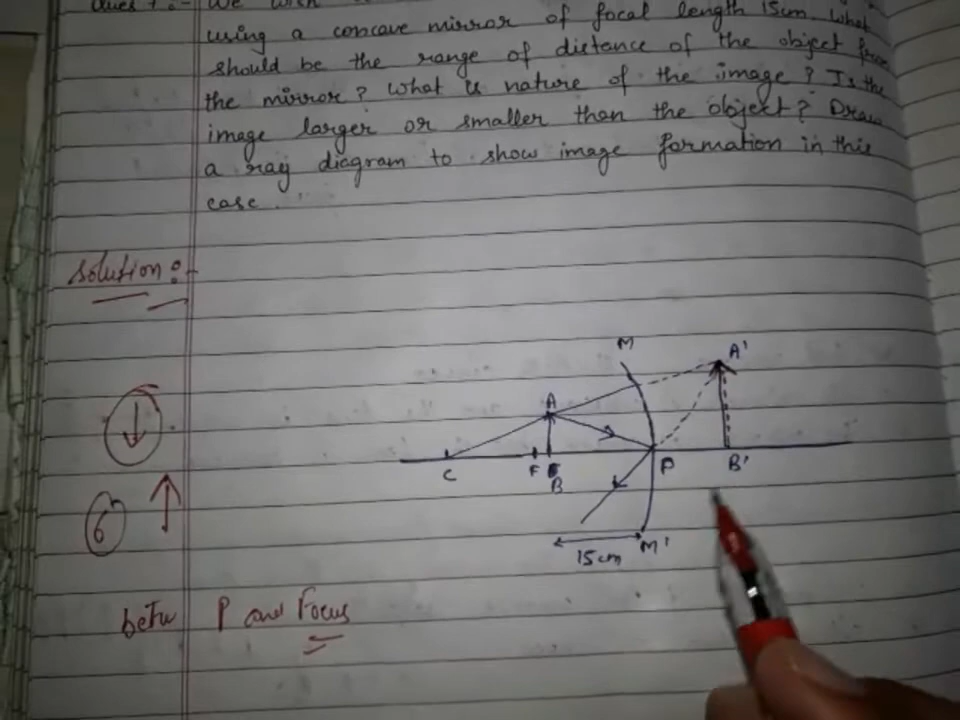 We
using a concave mirror of focal length 15cm. What
should be the range of distance of the object from
the mirror? What is nature of the image? Is the
image larger or smaller than the object? Draw
a ray diagram to show image formation in this
case.
Solution :-
M
A'
A
C
F
B
P
B'
15cm
M'
6
betw P and Focus